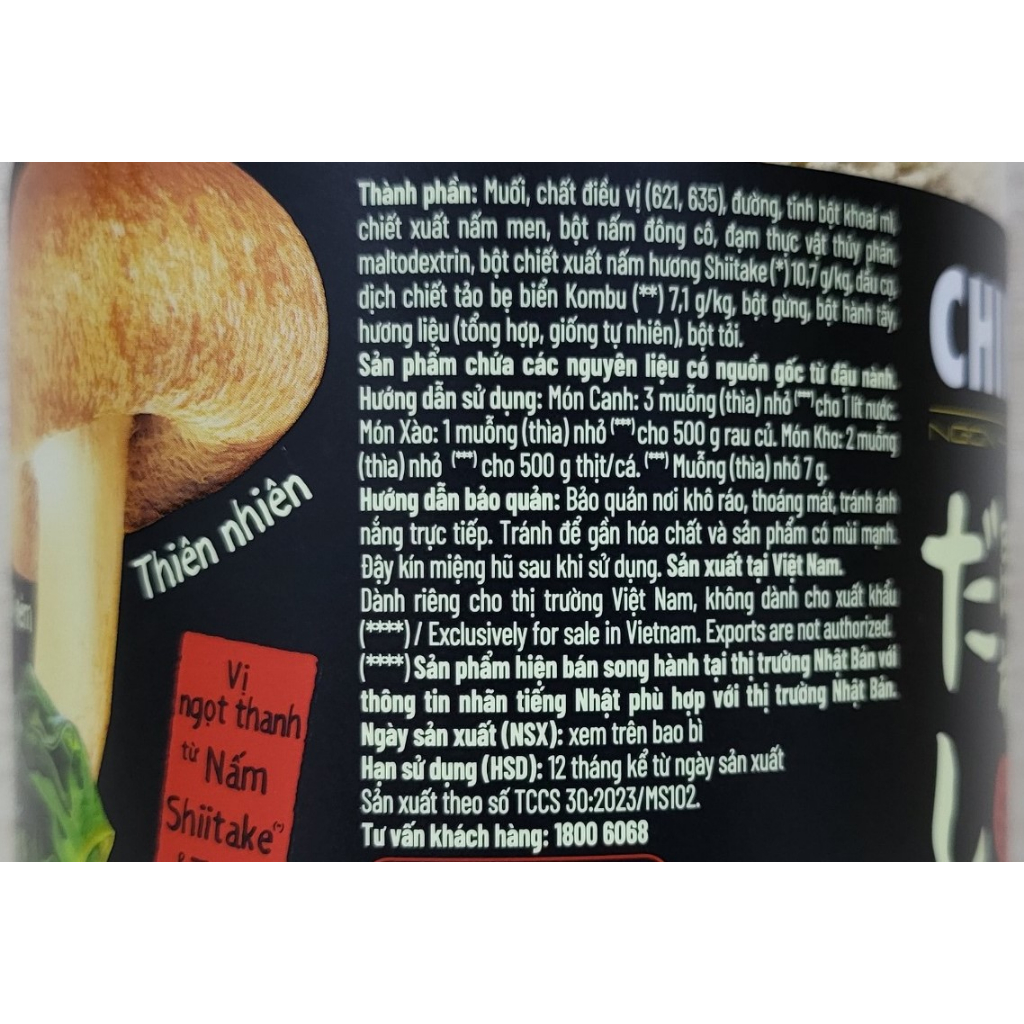 Thành phần: Muối, chất điều vị (621, 635), đường, tinh bột khoai mì,
chiết xuất nấm men, bột nấm đông cô, đạm thực vật thủy phân,
maltodextrin, bột chiết xuất nấm hương Shiitake (*) 10,7 g/kg, dầu cọ,
dịch chiết tảo bẹ biển Kombu (**) 7,1 g/kg, bột gừng, bột hành tây,
hương liệu (tổng hợp, giống tự nhiên), bột tỏi.
Sản phẩm chứa các nguyên liệu có nguồn gốc từ đậu nành.
Hướng dẫn sử dụng: Món Canh: 3 muỗng (thìa) nhỏ (***) cho 1 lít nước.
Món Xào: 1 muỗng (thìa) nhỏ (***) cho 500 g rau củ. Món Kho: 2 muỗng
(thìa) nhỏ (***) cho 500 g thịt/cá. (***) Muỗng (thìa) nhỏ 7 g.
Hướng dẫn bảo quản: Bảo quản nơi khô ráo, thoáng mát, tránh ánh
nắng trực tiếp. Tránh để gần hóa chất và sản phẩm có mùi mạnh.
Đậy kín miệng hũ sau khi sử dụng. Sản xuất tại Việt Nam.
Dành riêng cho thị trường Việt Nam, không dành cho xuất khẩu
(****) / Exclusively for sale in Vietnam. Exports are not authorized.
(****) Sản phẩm hiện bán song hành tại thị trường Nhật Bản với
thông tin nhãn tiếng Nhật phù hợp với thị trường Nhật Bản.
Ngày sản xuất (NSX): xem trên bao bì
Hạn sử dụng (HSD): 12 tháng kể từ ngày sản xuất
Sản xuất theo số TCCS 30:2023/MS102.
Tư vấn khách hàng: 1800 6068
Thiên nhiên
Vị
ngọt thanh
từ Nấm
Shiitake(*)
CH
だ
し